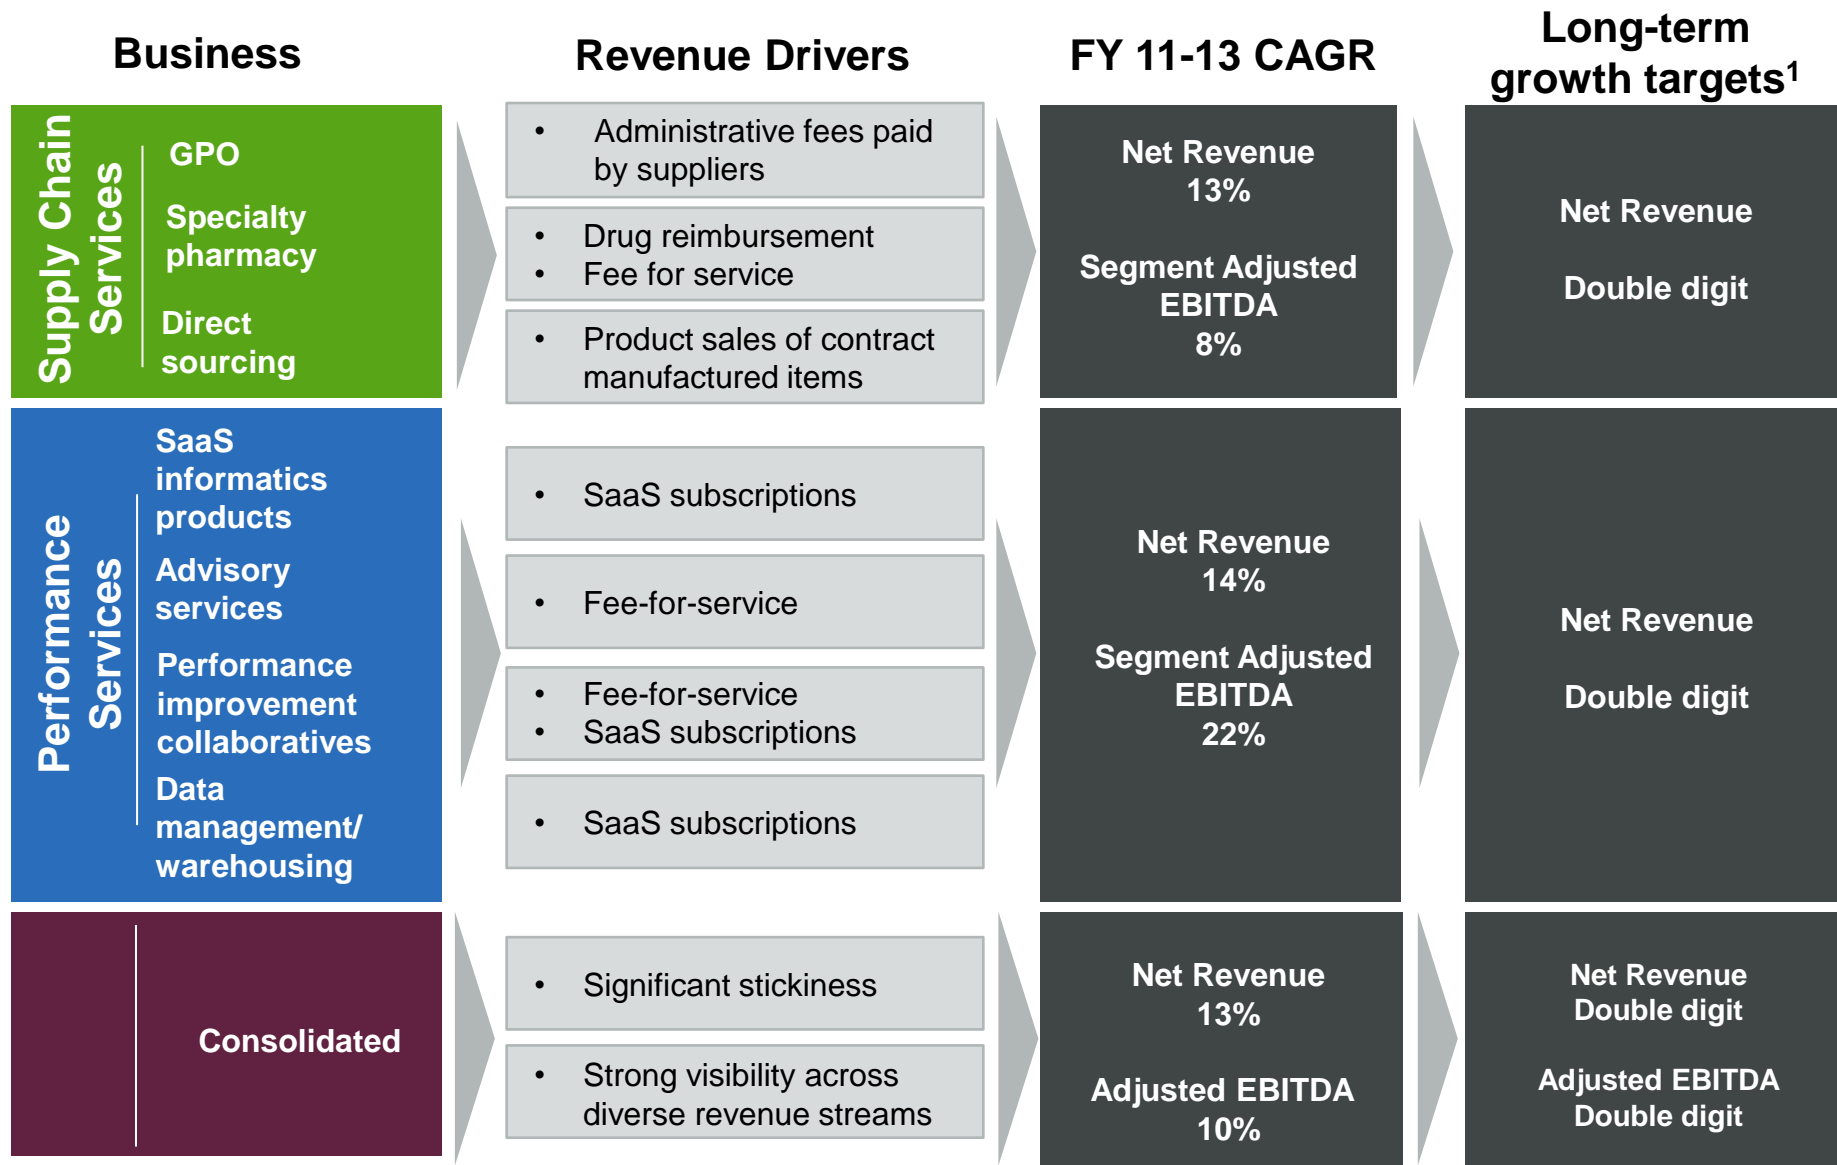 Business
Revenue Drivers
FY 11-13 CAGR
Long-term
growth targets¹
Supply Chain
Services
GPO
Specialty
pharmacy
Direct
sourcing
• Administrative fees paid
by suppliers
• Drug reimbursement
• Fee for service
• Product sales of contract
manufactured items
Net Revenue
13%
Segment Adjusted
EBITDA
8%
Net Revenue
Double digit
Performance
Services
SaaS
informatics
products
Advisory
services
Performance
improvement
collaboratives
Data
management/
warehousing
• SaaS subscriptions
• Fee-for-service
• Fee-for-service
• SaaS subscriptions
• SaaS subscriptions
Net Revenue
14%
Segment Adjusted
EBITDA
22%
Net Revenue
Double digit
Consolidated
• Significant stickiness
• Strong visibility across
diverse revenue streams
Net Revenue
13%
Adjusted EBITDA
10%
Net Revenue
Double digit
Adjusted EBITDA
Double digit